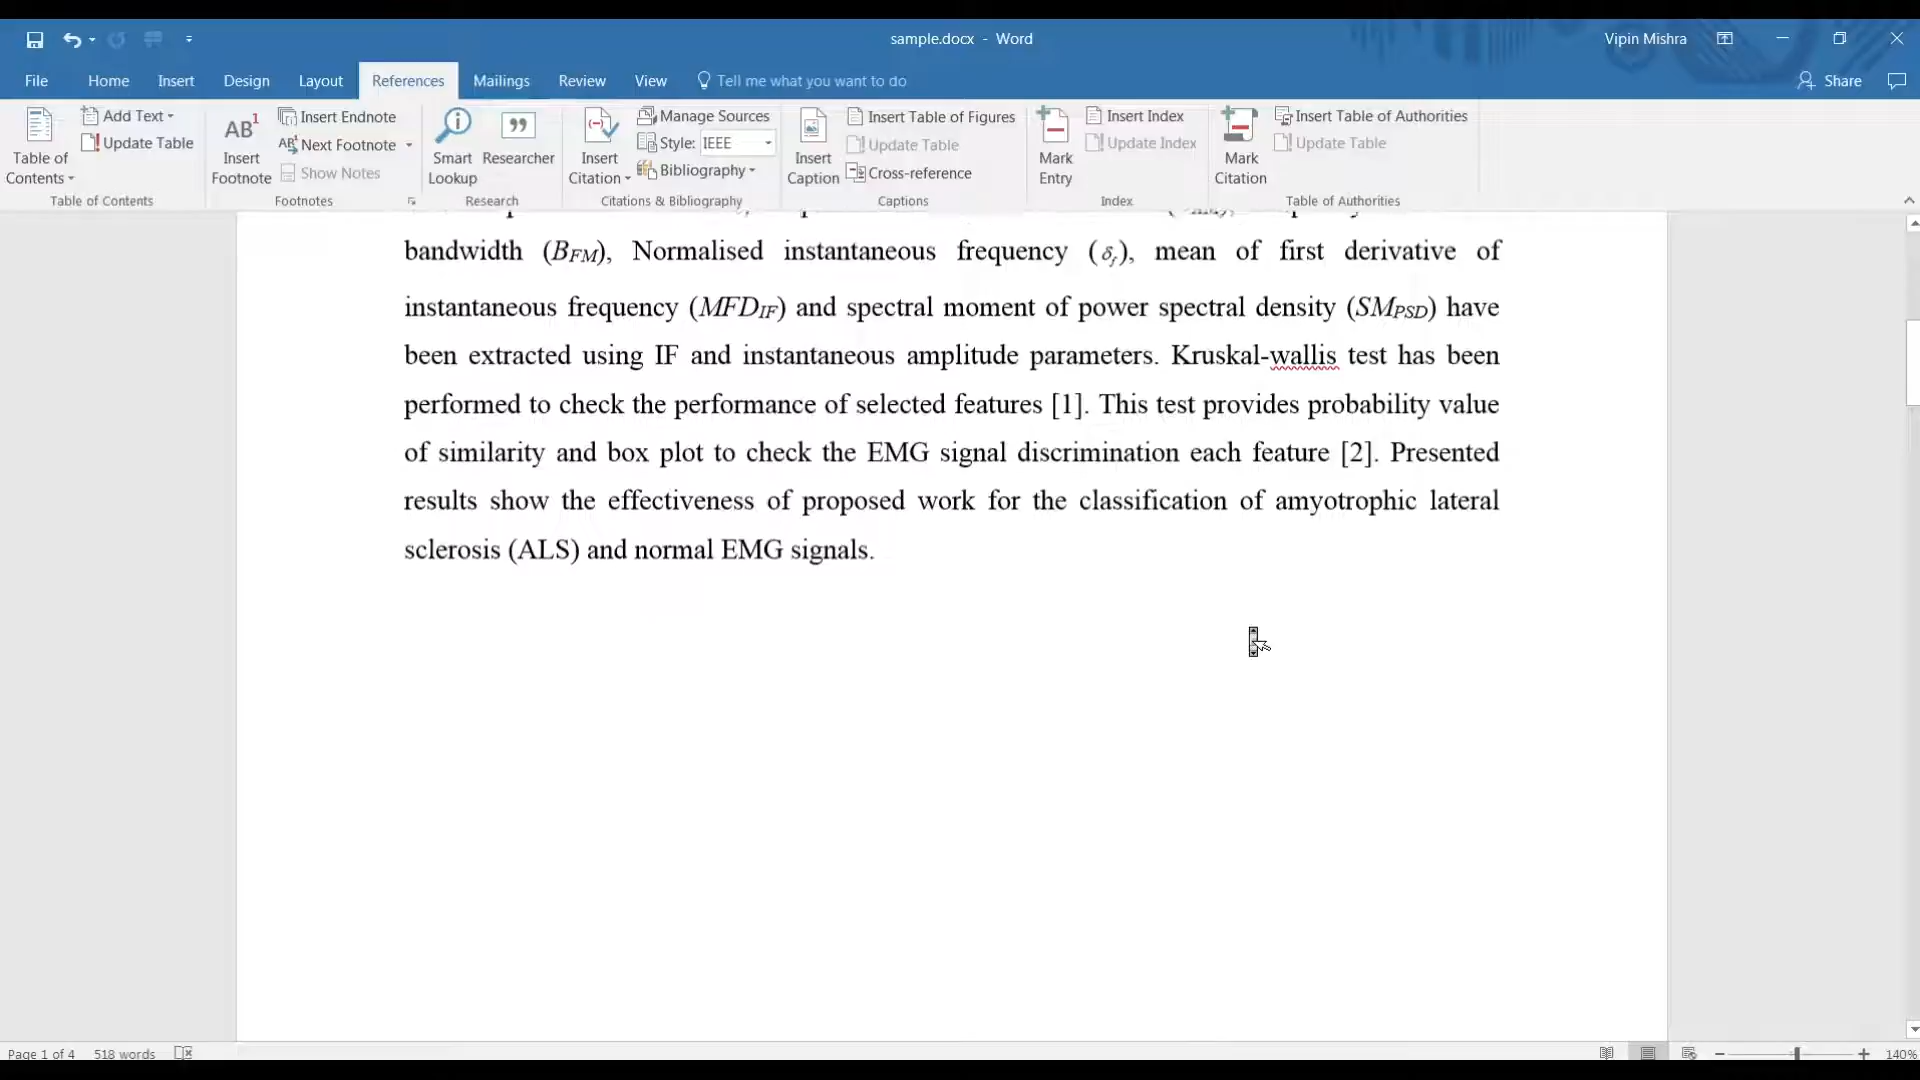 sample.docx - Word
Vipin Mishra
File Home Insert Design Layout References Mailings Review View Tell me what you want to do Share
Table of Contents
Add Text
Update Table
Table of Contents
AB1 Insert Footnote
Insert Endnote
AB1 Next Footnote
Show Notes
Footnotes
Smart Lookup
Researcher
Research
Insert Citation
Manage Sources
Style: IEEE
Bibliography
Citations & Bibliography
Insert Caption
Insert Table of Figures
Update Table
Cross-reference
Captions
Mark Entry
Insert Index
Update Index
Index
Mark Citation
Insert Table of Authorities
Update Table
Table of Authorities
bandwidth (BFM), Normalised instantaneous frequency (δf), mean of first derivative of
instantaneous frequency (MFDIF) and spectral moment of power spectral density (SMPSD) have
been extracted using IF and instantaneous amplitude parameters. Kruskal-wallis test has been
performed to check the performance of selected features [1]. This test provides probability value
of similarity and box plot to check the EMG signal discrimination each feature [2]. Presented
results show the effectiveness of proposed work for the classification of amyotrophic lateral
sclerosis (ALS) and normal EMG signals.
Page 1 of 4 518 words 140%